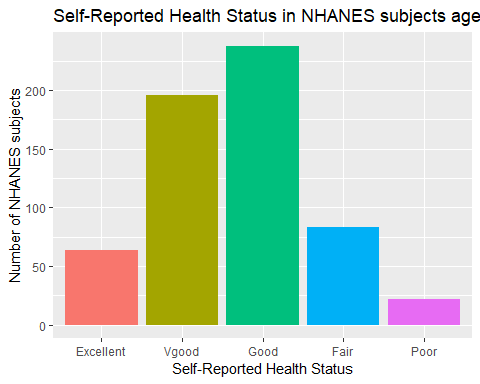 Self-Reported Health Status in NHANES subjects age
Number of NHANES subjects
200
150
100
50
0
Excellent Vgood Good Fair Poor
Self-Reported Health Status